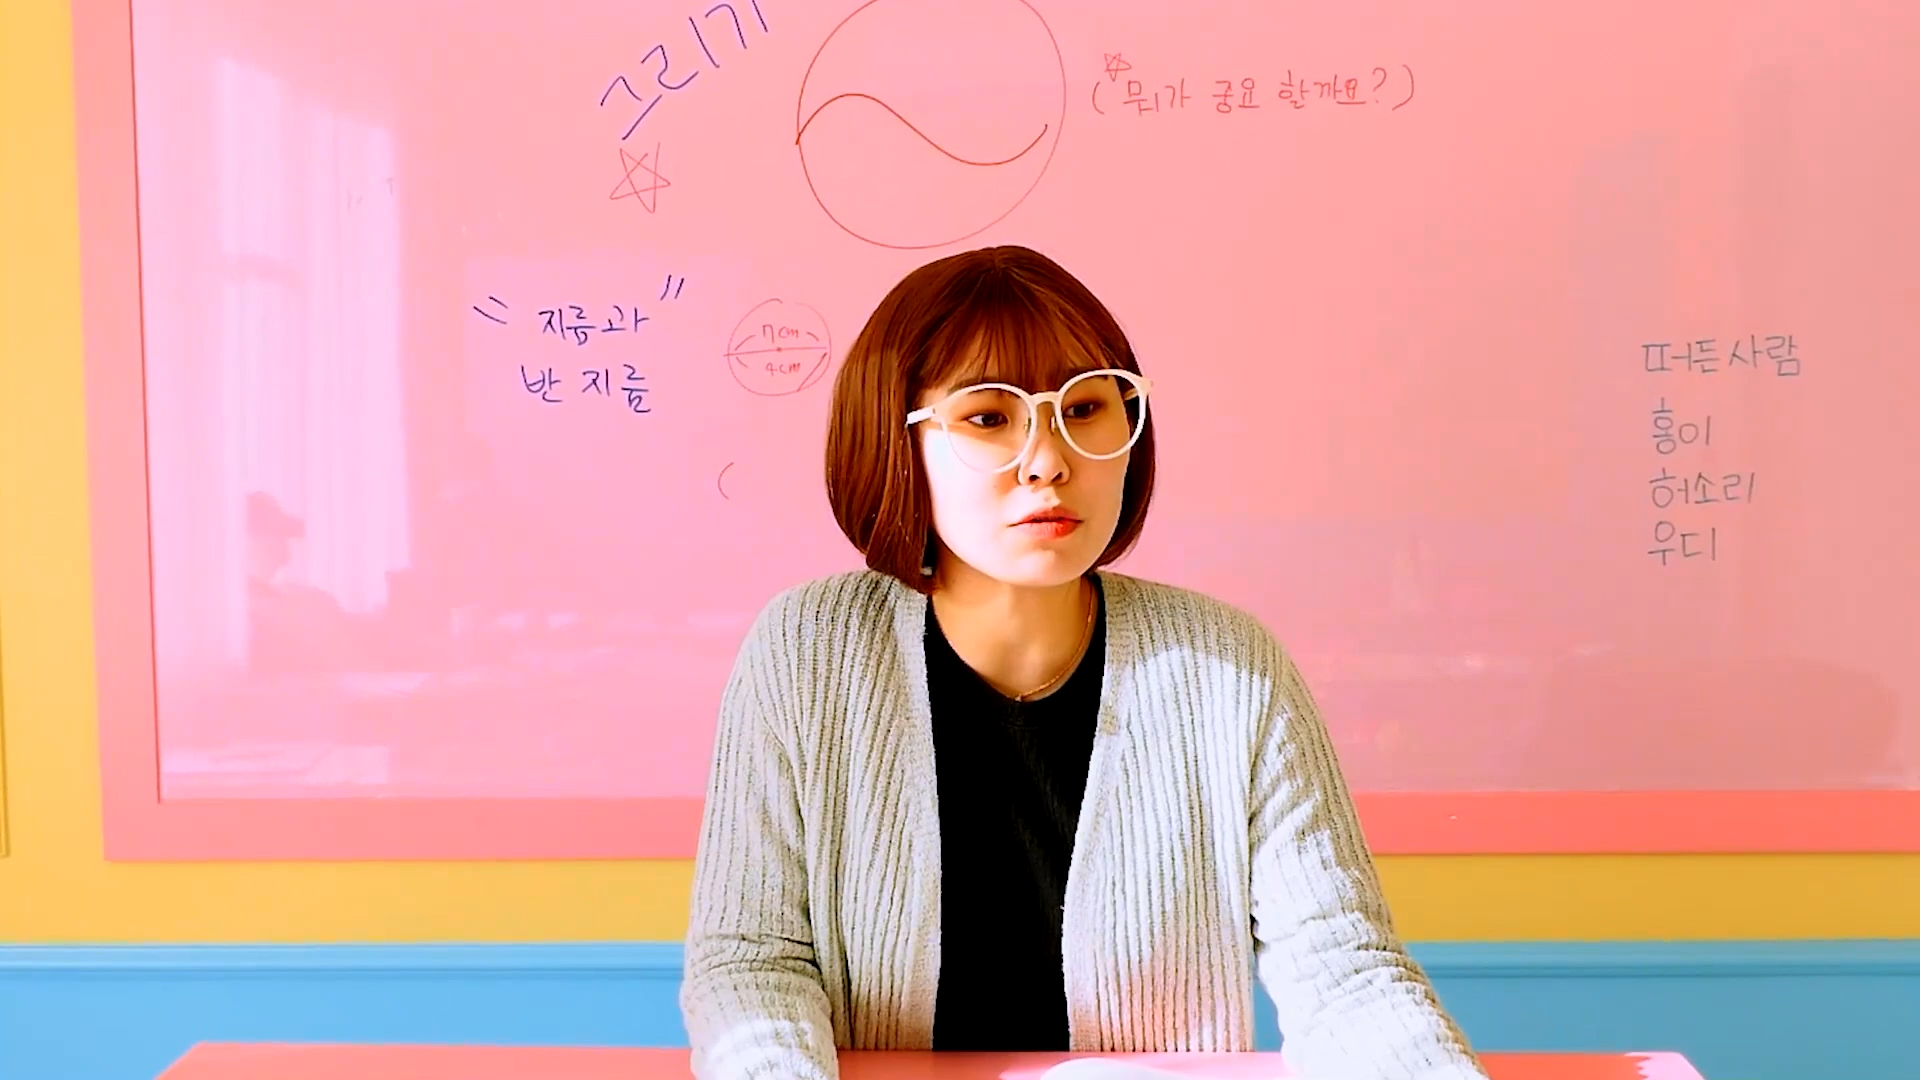 그리기
(뭐가 궁요 할까요?)
"지름과
반 지름"
7cm
4cm
떠든사람
홍이
허소리
우디